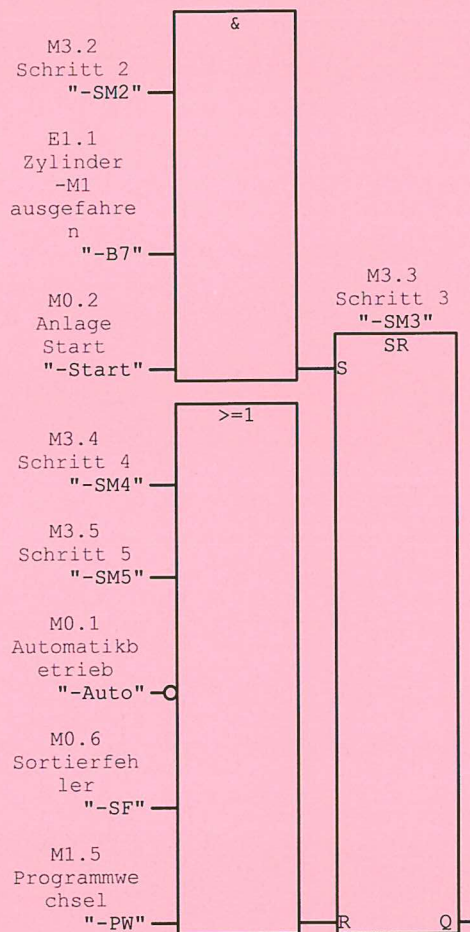 &
M3.2
Schritt 2
"-SM2"
E1.1
Zylinder
-M1
ausgefahre
n
"-B7"
M0.2
Anlage
Start
"-Start"
M3.3
Schritt 3
"-SM3"
SR
S
>=1
M3.4
Schritt 4
"-SM4"
M3.5
Schritt 5
"-SM5"
M0.1
Automatikb
etrieb
"-Auto"
M0.6
Sortierfeh
ler
"-SF"
M1.5
Programmwe
chsel
"-PW"
R Q